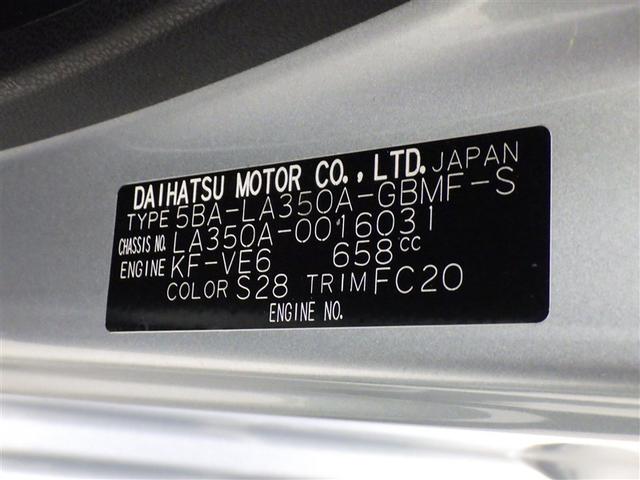 DAIHATSU MOTOR CO., LTD. JAPAN
TYPE 5BA-LA350A-GBMF-S
CHASSIS NO. LA350A-0016031
ENGINE KF-VE6 658cc
COLOR S28 TRIM FC20
ENGINE NO.